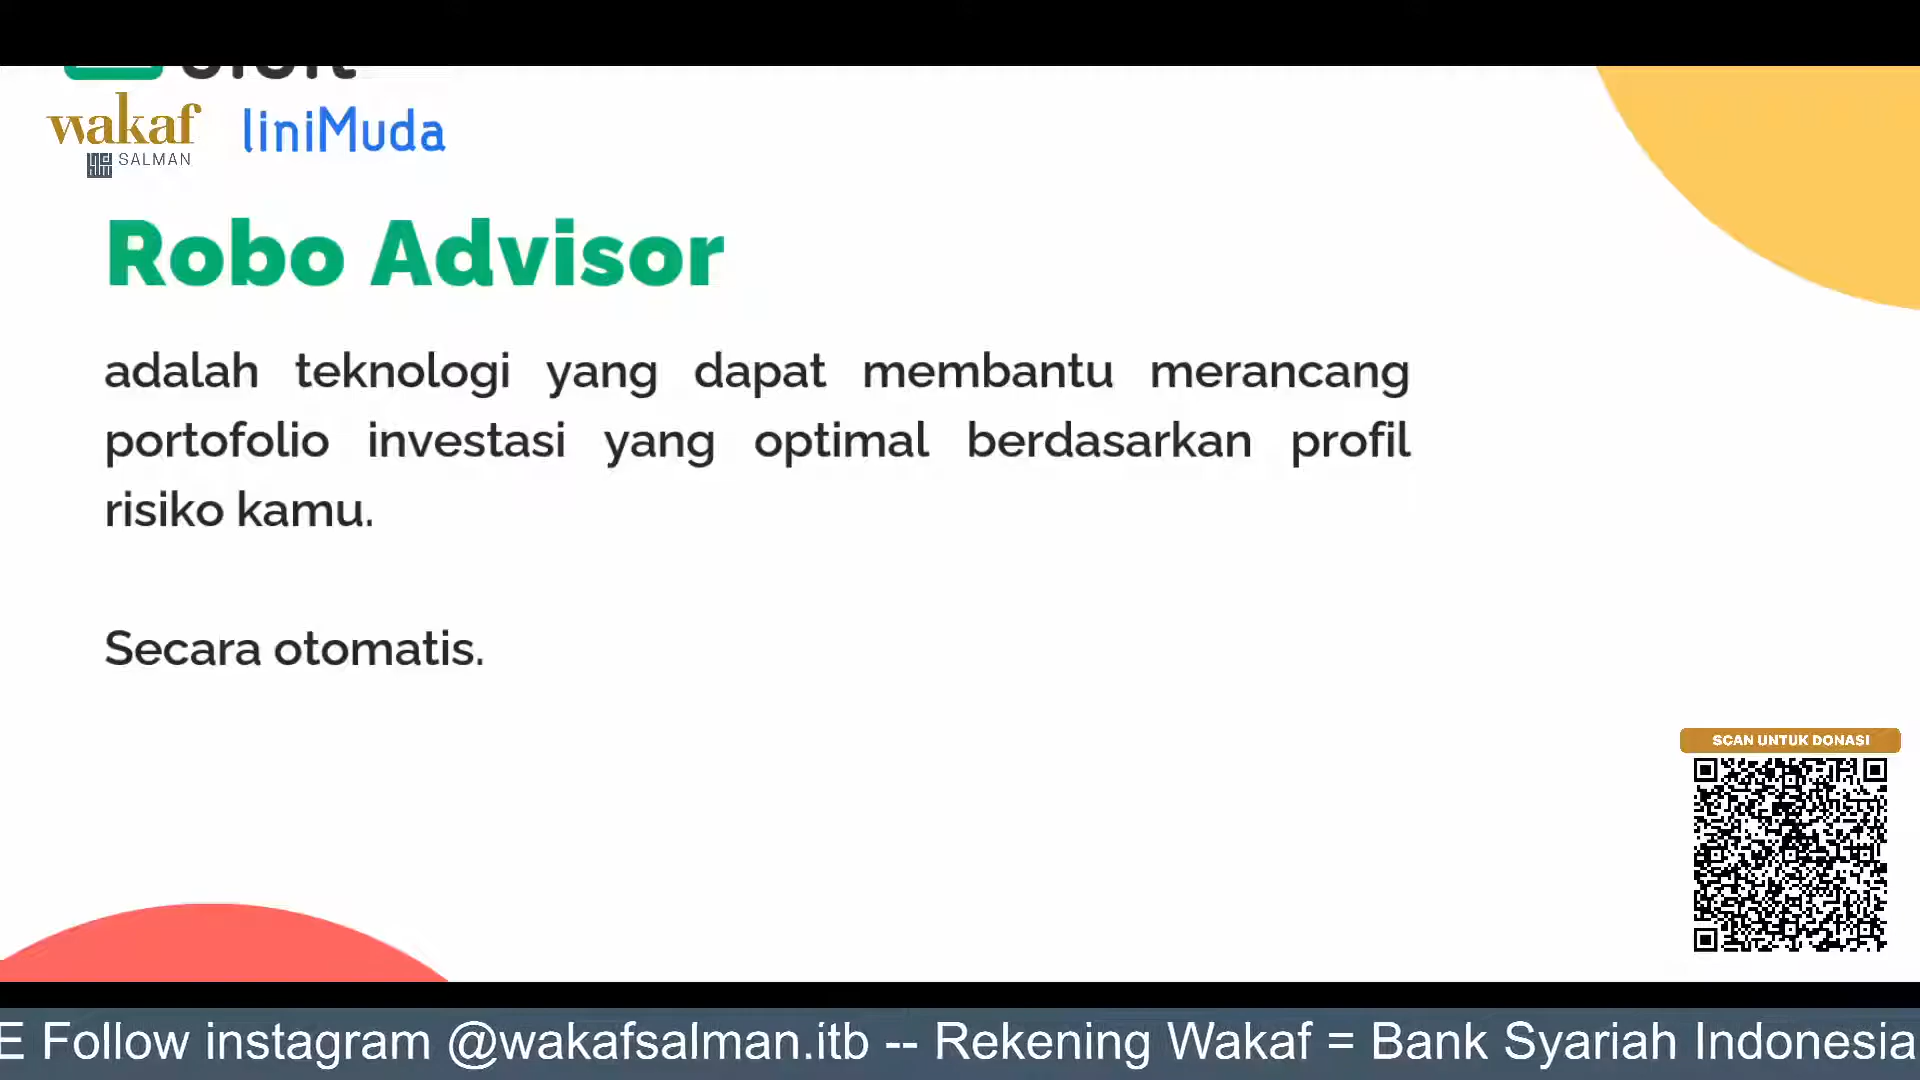 wakaf
SALMAN
liniMuda
Robo Advisor
adalah teknologi yang dapat membantu merancang
portofolio investasi yang optimal berdasarkan profil
risiko kamu.
Secara otomatis.
SCAN UNTUK DONASI
E Follow instagram @wakafsalman.itb -- Rekening Wakaf = Bank Syariah Indonesia